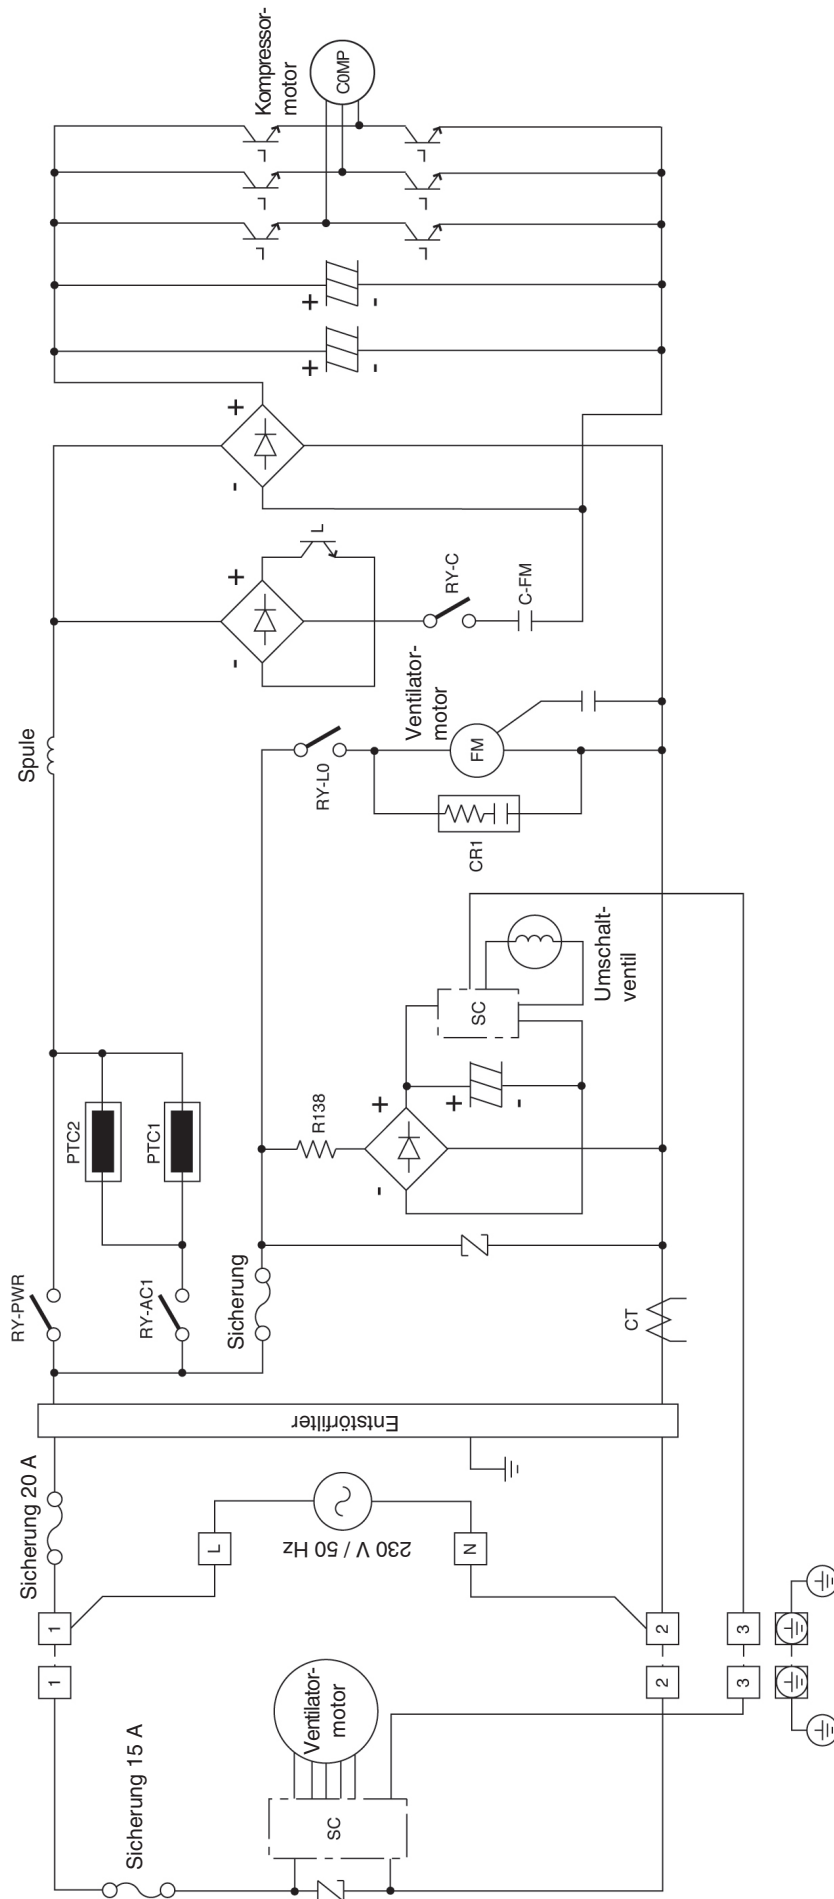 Kompressor-
motor
COMP
+
-
+
-
+
-
L
+
-
RY-C
C-FM
Spule
Ventilator-
motor
FM
RY-L0
CR1
Umschalt-
ventil
SC
PTC2
PTC1
R138
+
-
+
-
RY-PWR
RY-AC1
Sicherung
CT
Entstörfilter
Sicherung 20 A
L
230 V / 50 Hz
N
1
2
3
1
2
3
Ventilator-
motor
Sicherung 15 A
SC